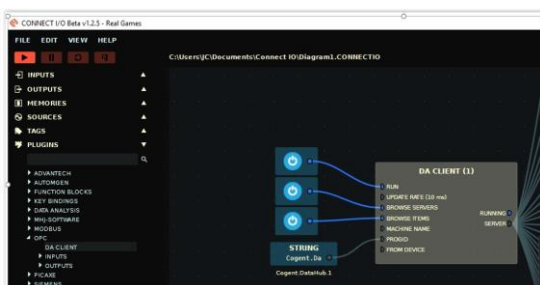 CONNECT I/O Beta v1.2.5 - Real Games
FILE EDIT VIEW HELP
C:\Users\JC\Documents\Connect IO\Diagram1.CONNECTIO
INPUTS
OUTPUTS
MEMORIES
SOURCES
TAGS
PLUGINS
ADVANTECH
AUTOMGEN
FUNCTION BLOCKS
KEY BINDINGS
DATA ANALYSIS
MHJ-SOFTWARE
MODBUS
OPC
DA CLIENT
INPUTS
OUTPUTS
PICAXE
SIEMENS
DA CLIENT (1)
RUN
UPDATE RATE (10 ms)
BROWSE SERVERS
BROWSE ITEMS
MACHINE NAME
PROGID
FROM DEVICE
RUNNING
SERVER
STRING
Cogent.Da
Cogent.DataHub.1